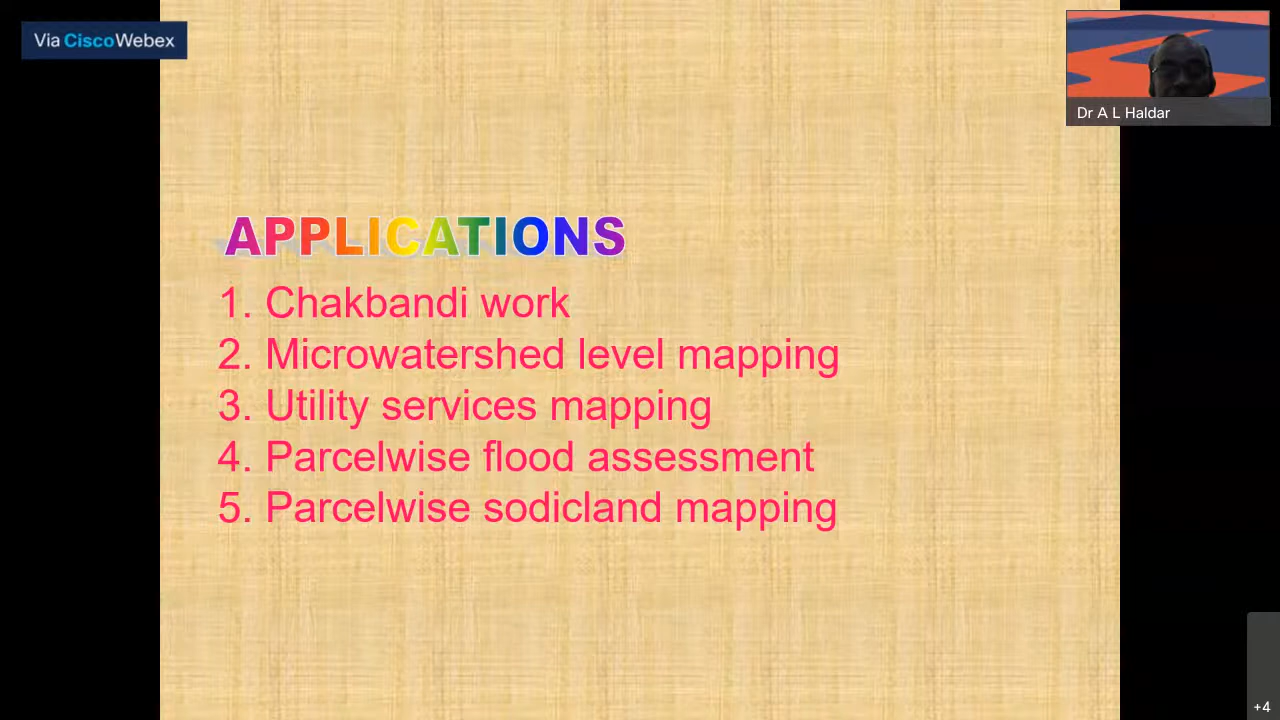 Via CiscoWebex
Dr A L Haldar
APPLICATIONS
1. Chakbandi work
2. Microwatershed level mapping
3. Utility services mapping
4. Parcelwise flood assessment
5. Parcelwise sodicland mapping
+4